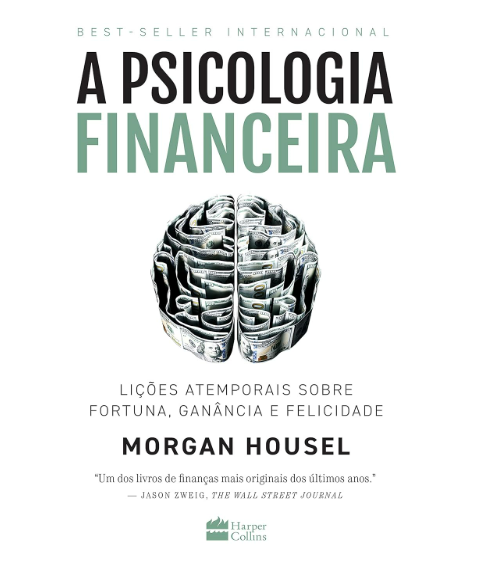 BEST-SELLER INTERNACIONAL
A PSICOLOGIA
FINANCEIRA
LIÇÕES ATEMPORAIS SOBRE
FORTUNA, GANÂNCIA E FELICIDADE
MORGAN HOUSEL
“Um dos livros de finanças mais originais dos últimos anos.”
— JASON ZWEIG, THE WALL STREET JOURNAL
Harper
Collins